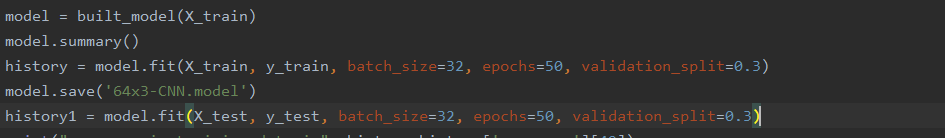 model = built_model(X_train)
model.summary()
history = model.fit(X_train, y_train, batch_size=32, epochs=50, validation_split=0.3)
model.save('64x3-CNN.model')
history1 = model.fit(X_test, y_test, batch_size=32, epochs=50, validation_split=0.3)